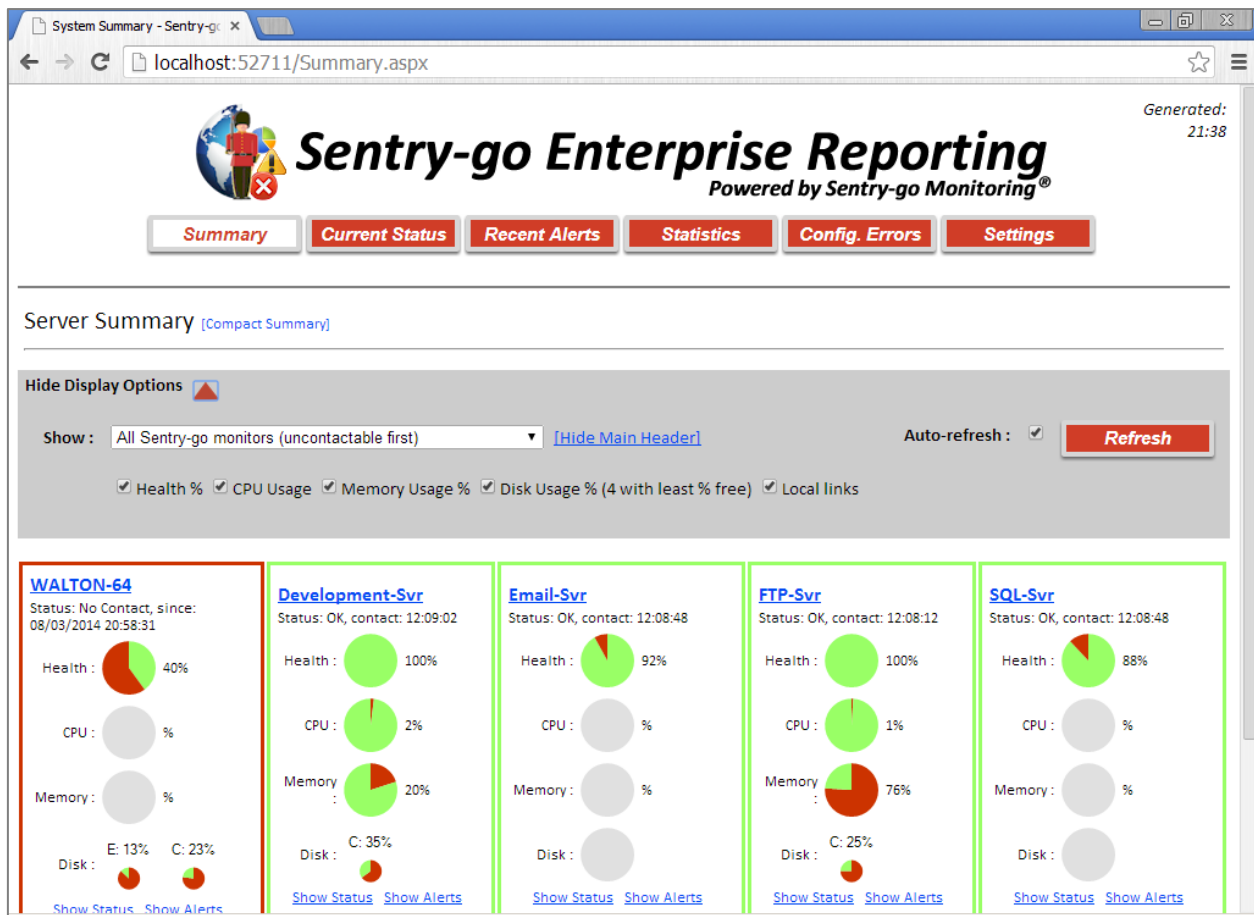 System Summary - Sentry-go
localhost:52711/Summary.aspx
Generated:
21:38
Sentry-go Enterprise Reporting
Powered by Sentry-go Monitoring®
Summary Current Status Recent Alerts Statistics Config. Errors Settings
Server Summary [Compact Summary]
Hide Display Options
Show : All Sentry-go monitors (uncontactable first) [Hide Main Header] Auto-refresh : Refresh
Health % CPU Usage Memory Usage % Disk Usage % (4 with least % free) Local links
WALTON-64
Status: No Contact, since:
08/03/2014 20:58:31
Health : 40%
CPU : %
Memory : %
E: 13% C: 23%
Disk :
Show Status Show Alerts
Development-Svr
Status: OK, contact: 12:09:02
Health : 100%
CPU : 2%
Memory
: 20%
C: 35%
Disk :
Show Status Show Alerts
Email-Svr
Status: OK, contact: 12:08:48
Health : 92%
CPU : %
Memory : %
Disk :
Show Status Show Alerts
FTP-Svr
Status: OK, contact: 12:08:12
Health : 100%
CPU : 1%
Memory
: 76%
C: 25%
Disk :
Show Status Show Alerts
SQL-Svr
Status: OK, contact: 12:08:48
Health : 88%
CPU : %
Memory : %
Disk :
Show Status Show Alerts